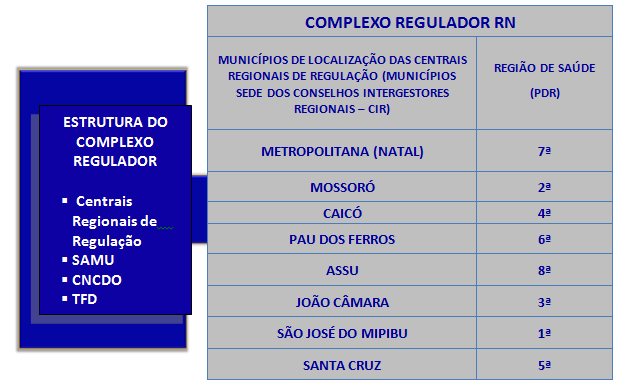 ESTRUTURA DO
COMPLEXO
REGULADOR
▪ Centrais
Regionais de
Regulação
▪ SAMU
▪ CNCDO
▪ TFD
COMPLEXO REGULADOR RN
MUNICÍPIOS DE LOCALIZAÇÃO DAS CENTRAIS
REGIONAIS DE REGULAÇÃO (MUNICÍPIOS
SEDE DOS CONSELHOS INTERGESTORES
REGIONAIS – CIR)
REGIÃO DE SAÚDE
(PDR)
METROPOLITANA (NATAL) 7ª
MOSSORÓ 2ª
CAICÓ 4ª
PAU DOS FERROS 6ª
ASSU 8ª
JOÃO CÂMARA 3ª
SÃO JOSÉ DO MIPIBU 1ª
SANTA CRUZ 5ª